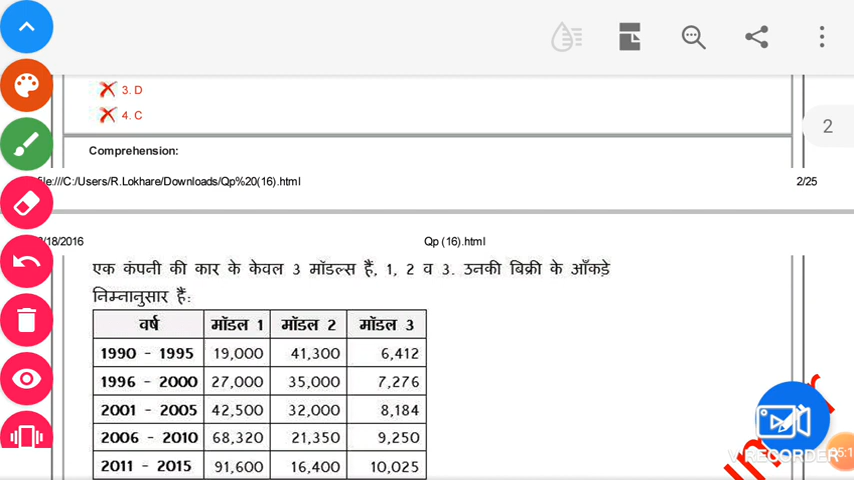 3. D
4. C
Comprehension:
2
file:///C:/Users/R.Lokhare/Downloads/Qp%20(16).html 2/25
/18/2016 Qp (16).html
एक कंपनी की कार के केवल 3 मॉडल्स हैं, 1, 2 व 3. उनकी बिक्री के आँकड़े
निम्नानुसार हैं:
वर्ष मॉडल 1 मॉडल 2 मॉडल 3
1990 - 1995 19,000 41,300 6,412
1996 - 2000 27,000 35,000 7,276
2001 - 2005 42,500 32,000 8,184
2006 - 2010 68,320 21,350 9,250
2011 - 2015 91,600 16,400 10,025
RECORDER